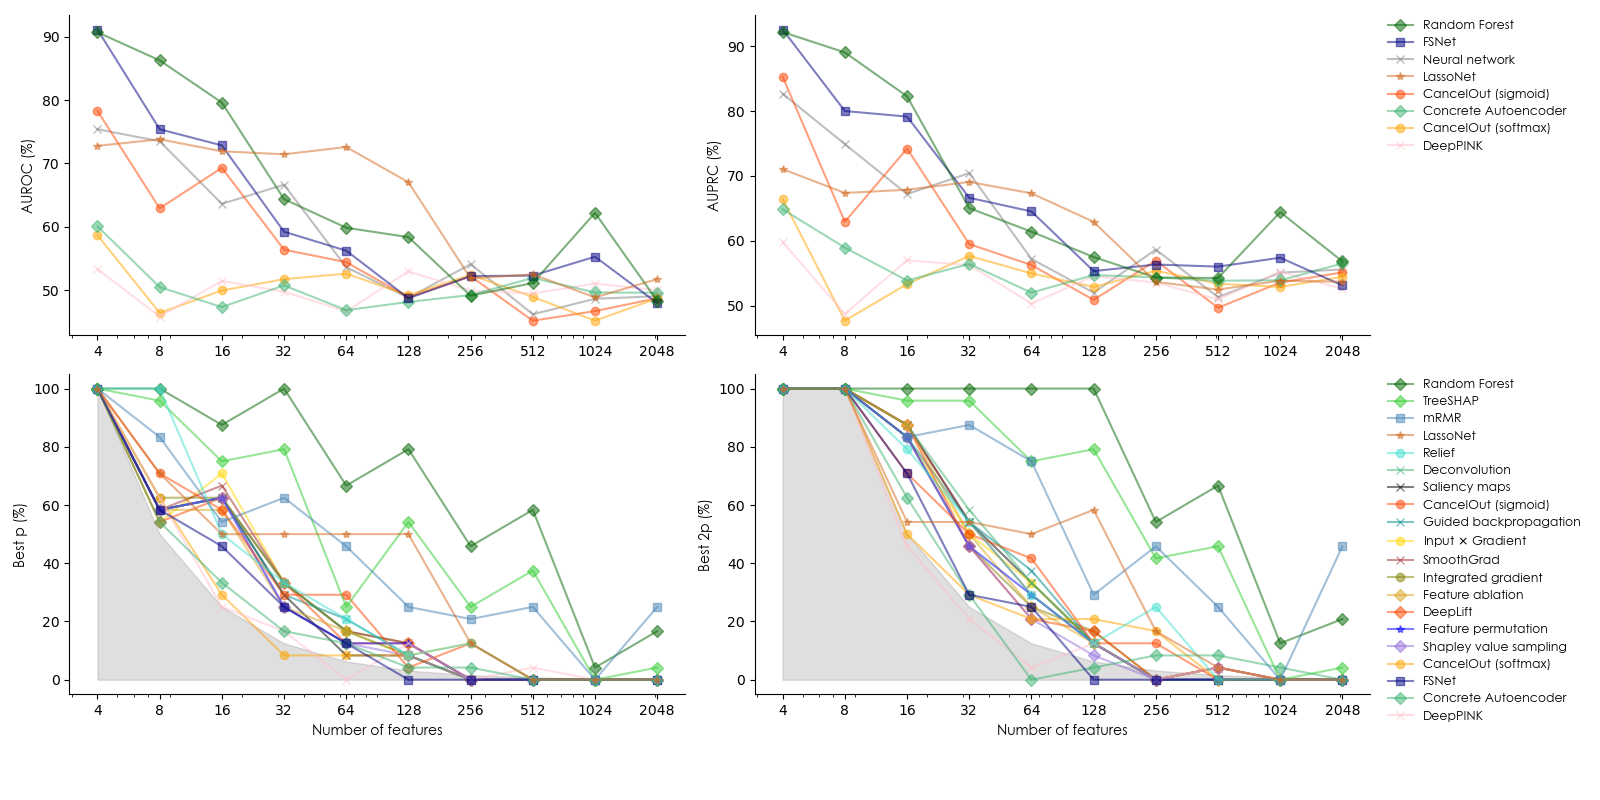 AUROC (%)
90
80
70
60
50
4 8 16 32 64 128 256 512 1024 2048
AUPRC (%)
90
80
70
60
50
4 8 16 32 64 128 256 512 1024 2048
Random Forest
FSNet
Neural network
LassoNet
CancelOut (sigmoid)
Concrete Autoencoder
CancelOut (softmax)
DeepPINK
Best p (%)
100
80
60
40
20
0
4 8 16 32 64 128 256 512 1024 2048
Number of features
Best 2p (%)
100
80
60
40
20
0
4 8 16 32 64 128 256 512 1024 2048
Number of features
Random Forest
TreeSHAP
mRMR
LassoNet
Relief
Deconvolution
Saliency maps
CancelOut (sigmoid)
Guided backpropagation
Input × Gradient
SmoothGrad
Integrated gradient
Feature ablation
DeepLift
Feature permutation
Shapley value sampling
CancelOut (softmax)
FSNet
Concrete Autoencoder
DeepPINK